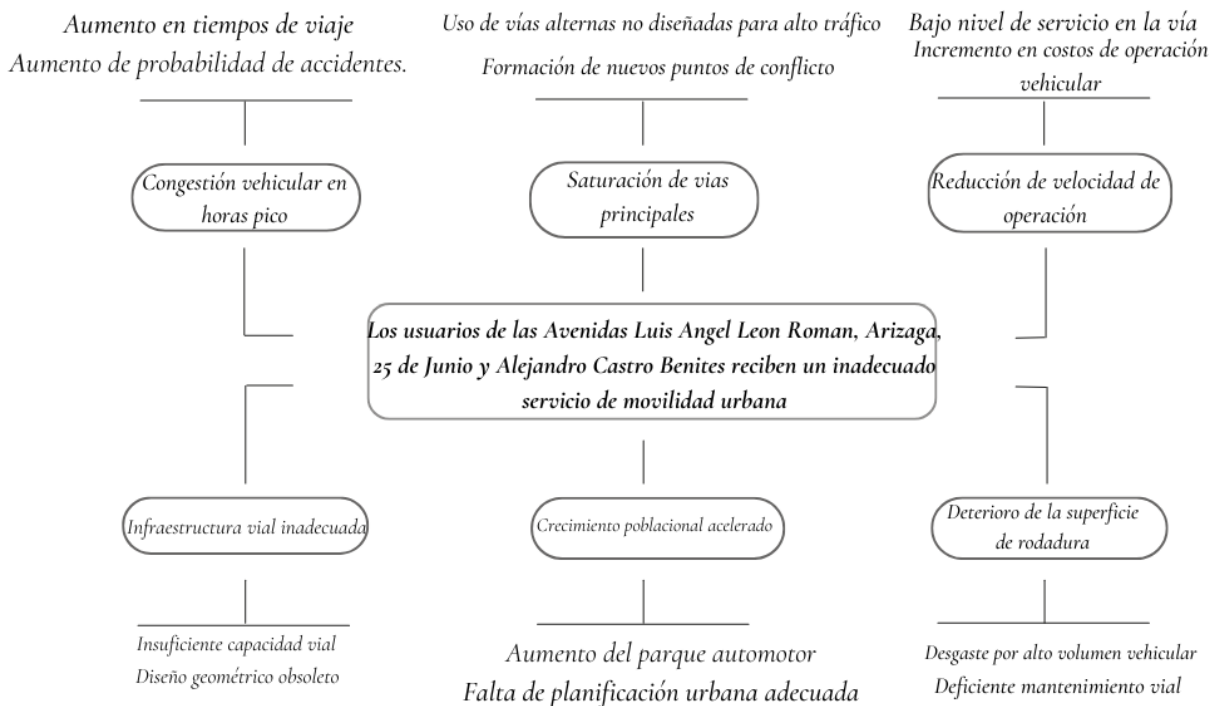 Aumento en tiempos de viaje
Aumento de probabilidad de accidentes.
Uso de vías alternas no diseñadas para alto tráfico
Formación de nuevos puntos de conflicto
Bajo nivel de servicio en la vía
Incremento en costos de operación
vehicular
Congestión vehicular en
horas pico
Saturación de vias
principales
Reducción de velocidad de
operación
Los usuarios de las Avenidas Luis Angel Leon Roman, Arizaga,
25 de Junio y Alejandro Castro Benites reciben un inadecuado
servicio de movilidad urbana
Infraestructura vial inadecuada
Crecimiento poblacional acelerado
Deterioro de la superficie
de rodadura
Insuficiente capacidad vial
Diseño geométrico obsoleto
Aumento del parque automotor
Falta de planificación urbana adecuada
Desgaste por alto volumen vehicular
Deficiente mantenimiento vial